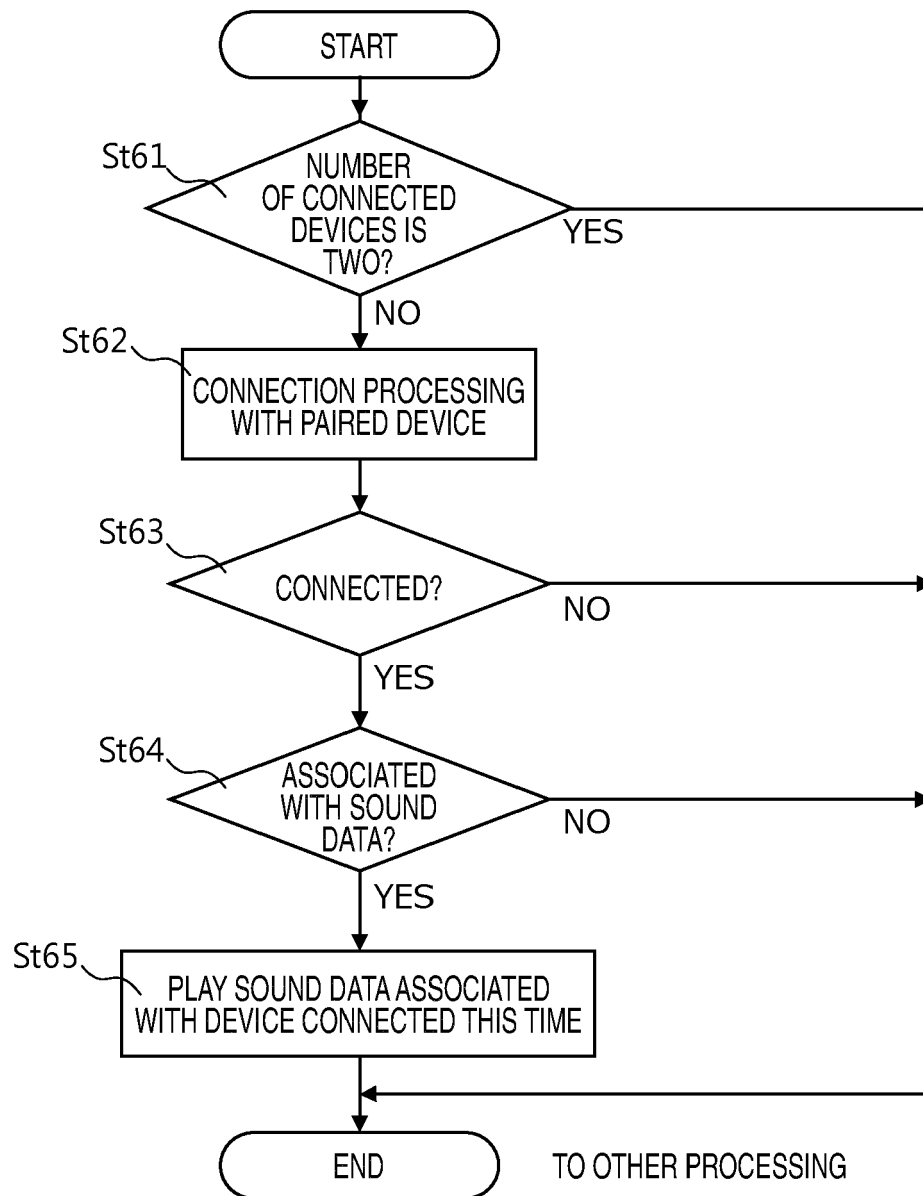 START
St61
NUMBER
OF CONNECTED
DEVICES IS
TWO?
YES
NO
St62
CONNECTION PROCESSING
WITH PAIRED DEVICE
St63
CONNECTED?
NO
YES
St64
ASSOCIATED
WITH SOUND
DATA?
NO
YES
St65
PLAY SOUND DATA ASSOCIATED
WITH DEVICE CONNECTED THIS TIME
END
TO OTHER PROCESSING